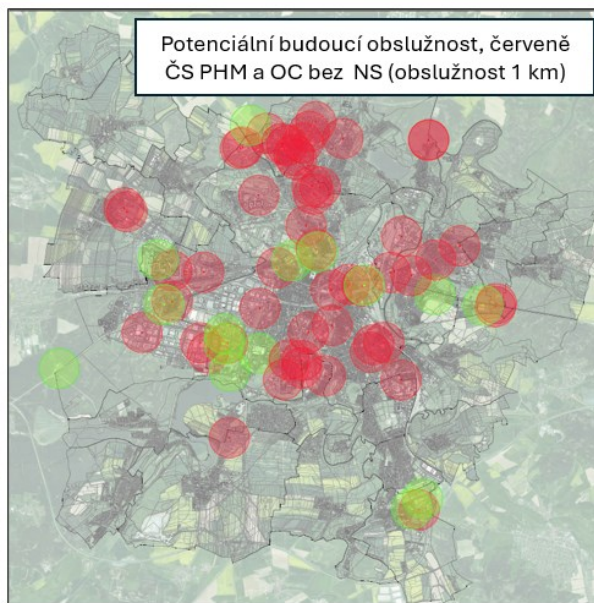 Potenciální budoucí obslužnost, červeně
ČS PHM a OC bez  NS (obslužnost 1 km)